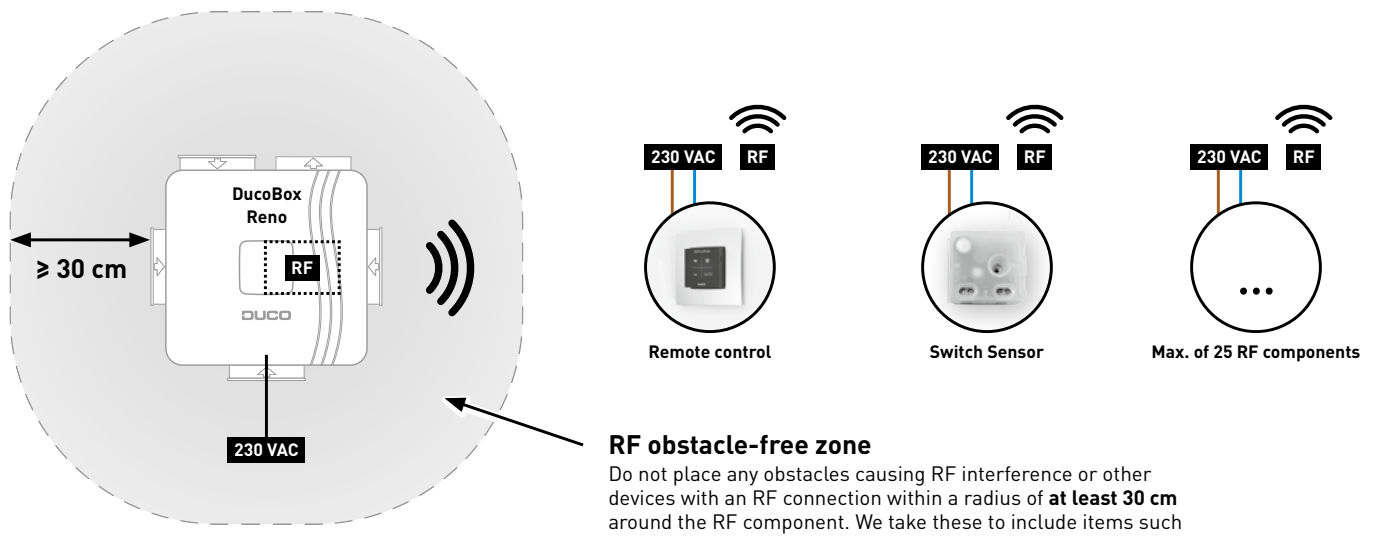 DucoBox
Reno
RF
≥ 30 cm
DUCO
230 VAC
230 VAC RF
Remote control
230 VAC RF
Switch Sensor
230 VAC RF
...
Max. of 25 RF components
RF obstacle-free zone
Do not place any obstacles causing RF interference or other
devices with an RF connection within a radius of at least 30 cm
around the RF component. We take these to include items such